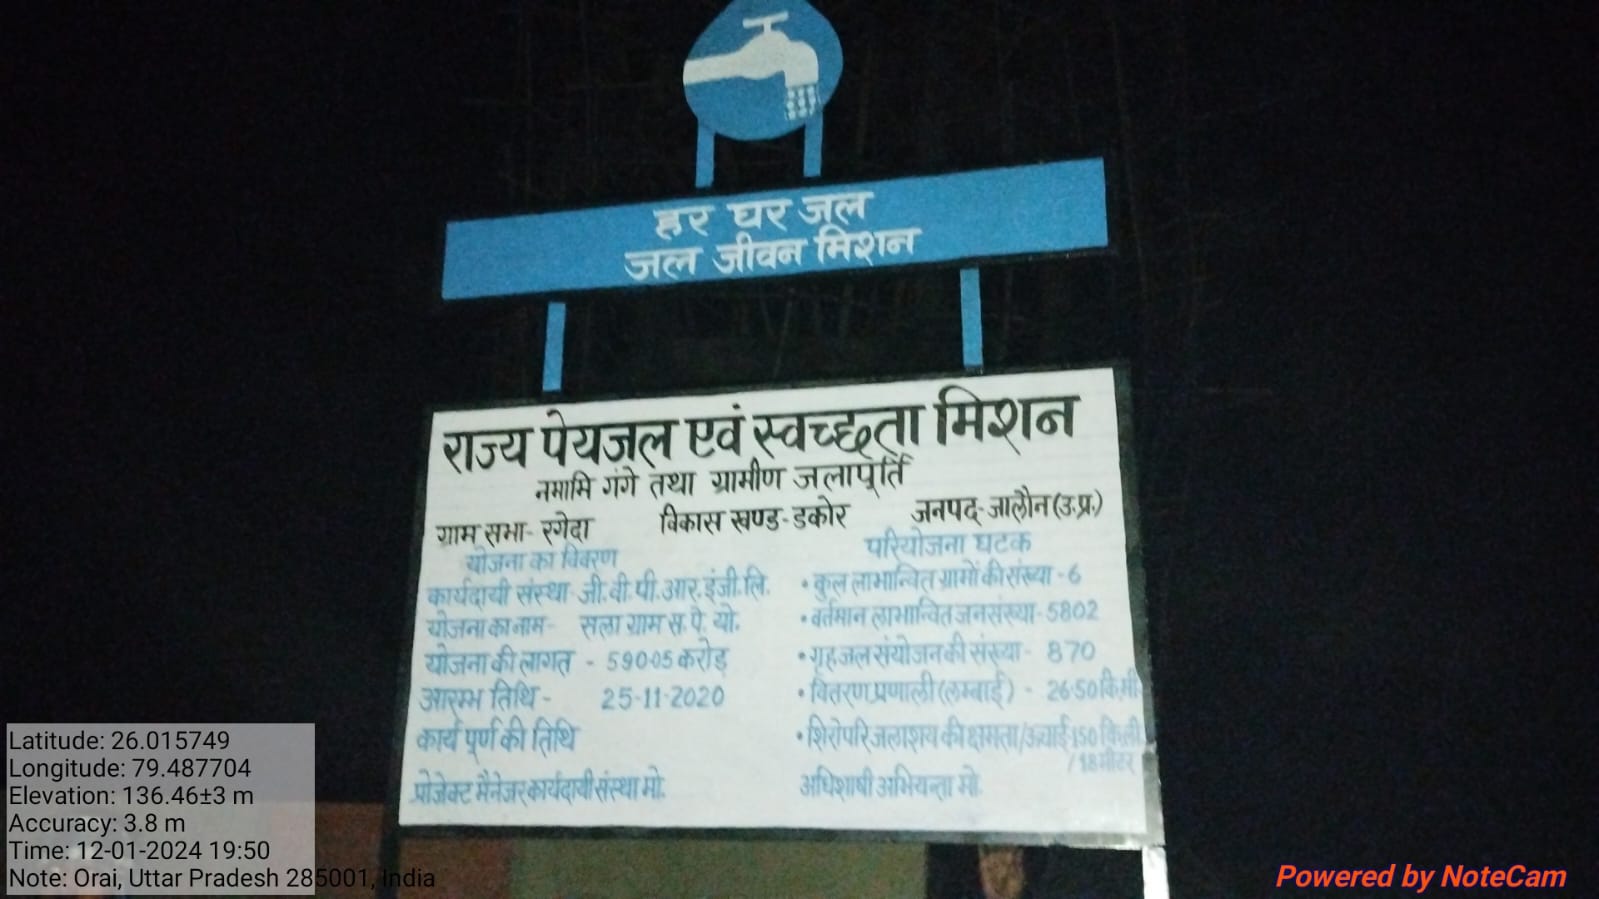 हर घर जल
जल जीवन मिशन
राज्य पेयजल एवं स्वच्छता मिशन
नमामि गंगे तथा ग्रामीण जलापूर्ति
ग्राम सभा- रगेदा विकास खण्ड- डकोर जनपद- जालौन (उ.प्र.)
योजना का विवरण
कार्यदायी संस्था- जी.वी.पी.आर.इंजी.लि.
योजना का नाम- सला ग्राम स. पे. यो.
योजना की लागत - 590.05 करोड़
आरम्भ तिथि - 25-11-2020
कार्य पूर्ण की तिथि
प्रोजेक्ट मैनेजर कार्यदायी संस्था मो.
परियोजना घटक
• कुल लाभान्वित ग्रामों की संख्या - 6
• वर्तमान लाभान्वित जनसंख्या- 5802
• गृह जल संयोजन की संख्या- 870
• वितरण प्रणाली (लम्बाई) - 26.50 कि.मी.
• शिरोपरि जलाशय की क्षमता/ऊचाई 150 कि.ली.
/ 18 मीटर
अधिशाषी अभियन्ता मो.
Latitude: 26.015749
Longitude: 79.487704
Elevation: 136.46±3 m
Accuracy: 3.8 m
Time: 12-01-2024 19:50
Note: Orai, Uttar Pradesh 285001, India
Powered by NoteCam